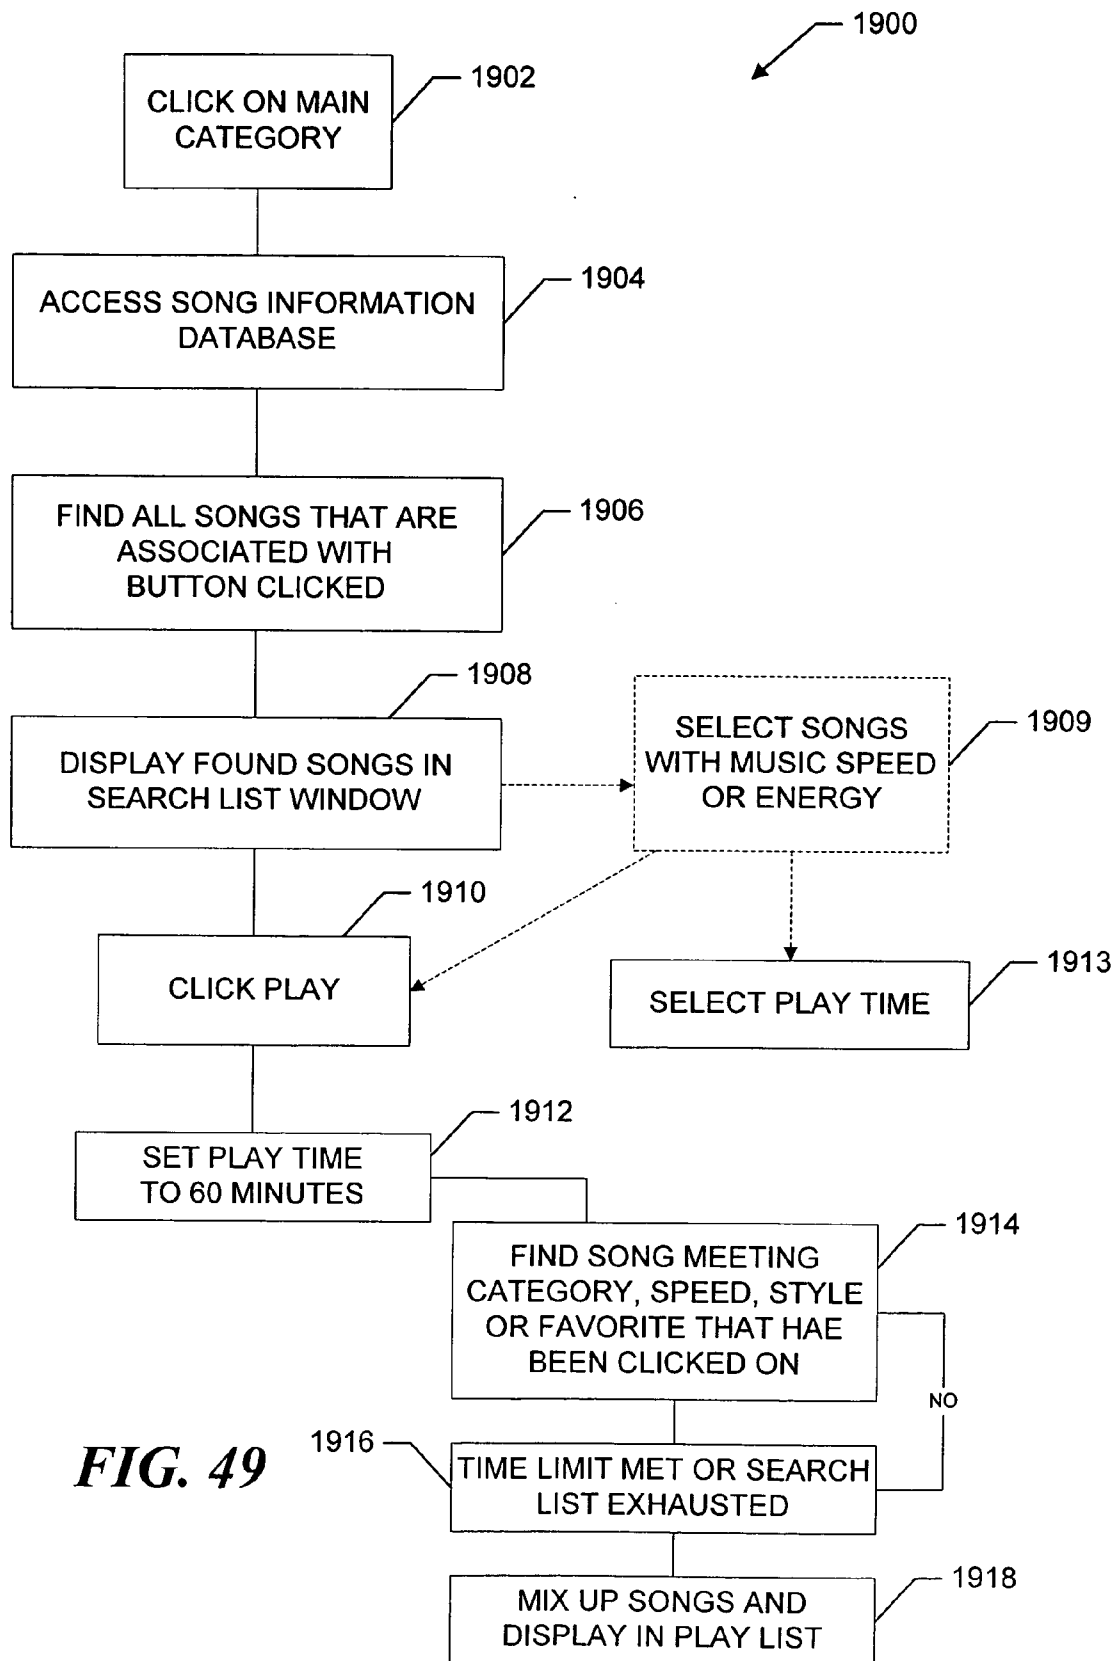 1900
1902
CLICK ON MAIN
CATEGORY
1904
ACCESS SONG INFORMATION
DATABASE
1906
FIND ALL SONGS THAT ARE
ASSOCIATED WITH
BUTTON CLICKED
1908
DISPLAY FOUND SONGS IN
SEARCH LIST WINDOW
1909
SELECT SONGS
WITH MUSIC SPEED
OR ENERGY
1910
CLICK PLAY
1913
SELECT PLAY TIME
1912
SET PLAY TIME
TO 60 MINUTES
1914
FIND SONG MEETING
CATEGORY, SPEED, STYLE
OR FAVORITE THAT HAE
BEEN CLICKED ON
NO
FIG. 49
1916
TIME LIMIT MET OR SEARCH
LIST EXHAUSTED
1918
MIX UP SONGS AND
DISPLAY IN PLAY LIST